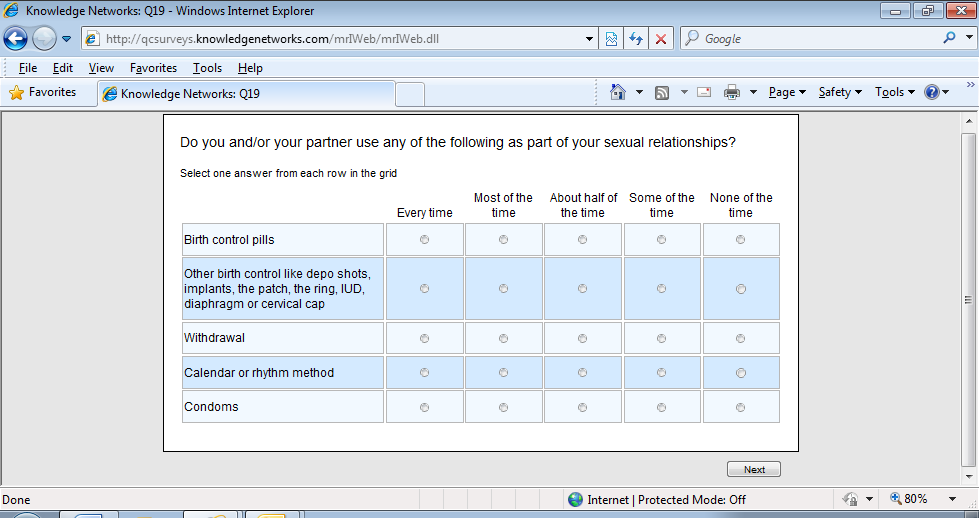 Knowledge Networks: Q19 - Windows Internet Explorer
http://qcsurveys.knowledgenetworks.com/mrIWeb/mrIWeb.dll
Google
File Edit View Favorites Tools Help
Favorites
Knowledge Networks: Q19
Page Safety Tools
Do you and/or your partner use any of the following as part of your sexual relationships?
Select one answer from each row in the grid
Every time
Most of the
time
About half of
the time
Some of the
time
None of the
time
Birth control pills
Other birth control like depo shots,
implants, the patch, the ring, IUD,
diaphragm or cervical cap
Withdrawal
Calendar or rhythm method
Condoms
Next
Done
Internet | Protected Mode: Off
80%